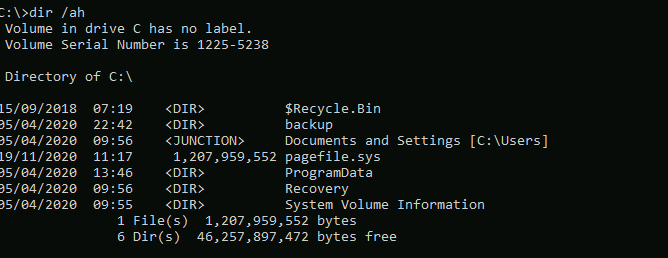 C:\>dir /ah
Volume in drive C has no label.
Volume Serial Number is 1225-5238
Directory of C:\
15/09/2018 07:19 <DIR> $Recycle.Bin
05/04/2020 22:42 <DIR> backup
05/04/2020 09:56 <JUNCTION> Documents and Settings [C:\Users]
19/11/2020 11:17 1,207,959,552 pagefile.sys
05/04/2020 13:46 <DIR> ProgramData
05/04/2020 09:56 <DIR> Recovery
05/04/2020 09:55 <DIR> System Volume Information
1 File(s) 1,207,959,552 bytes
6 Dir(s) 46,257,897,472 bytes free